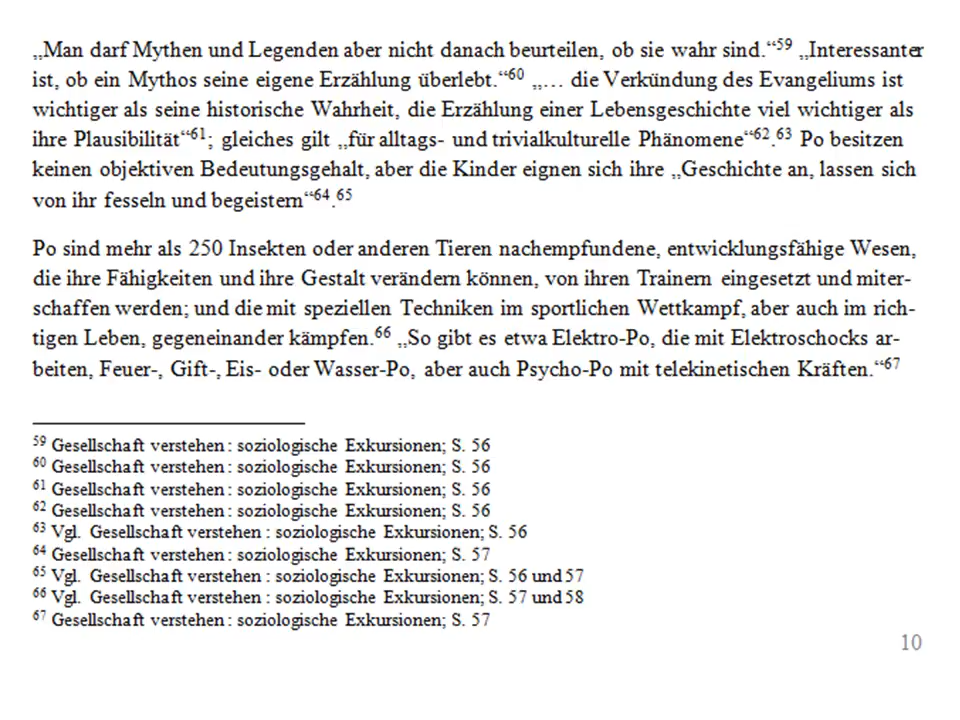 „Man darf Mythen und Legenden aber nicht danach beurteilen, ob sie wahr sind.“59 „Interessanter
ist, ob ein Mythos seine eigene Erzählung überlebt.“60 „… die Verkündung des Evangeliums ist
wichtiger als seine historische Wahrheit, die Erzählung einer Lebensgeschichte viel wichtiger als
ihre Plausibilität“61; gleiches gilt „für alltags- und trivialkulturelle Phänomene“62.63 Po besitzen
keinen objektiven Bedeutungsgehalt, aber die Kinder eignen sich ihre „Geschichte an, lassen sich
von ihr fesseln und begeistern“64.65
Po sind mehr als 250 Insekten oder anderen Tieren nachempfundene, entwicklungsfähige Wesen,
die ihre Fähigkeiten und ihre Gestalt verändern können, von ihren Trainern eingesetzt und miter-
schaffen werden; und die mit speziellen Techniken im sportlichen Wettkampf, aber auch im rich-
tigen Leben, gegeneinander kämpfen.66 „So gibt es etwa Elektro-Po, die mit Elektroschocks ar-
beiten, Feuer-, Gift-, Eis- oder Wasser-Po, aber auch Psycho-Po mit telekinetischen Kräften.“67
59 Gesellschaft verstehen : soziologische Exkursionen; S. 56
60 Gesellschaft verstehen : soziologische Exkursionen; S. 56
61 Gesellschaft verstehen : soziologische Exkursionen; S. 56
62 Gesellschaft verstehen : soziologische Exkursionen; S. 56
63 Vgl. Gesellschaft verstehen : soziologische Exkursionen; S. 56
64 Gesellschaft verstehen : soziologische Exkursionen; S. 57
65 Vgl. Gesellschaft verstehen : soziologische Exkursionen; S. 56 und 57
66 Vgl. Gesellschaft verstehen : soziologische Exkursionen; S. 57 und 58
67 Gesellschaft verstehen : soziologische Exkursionen; S. 57
10